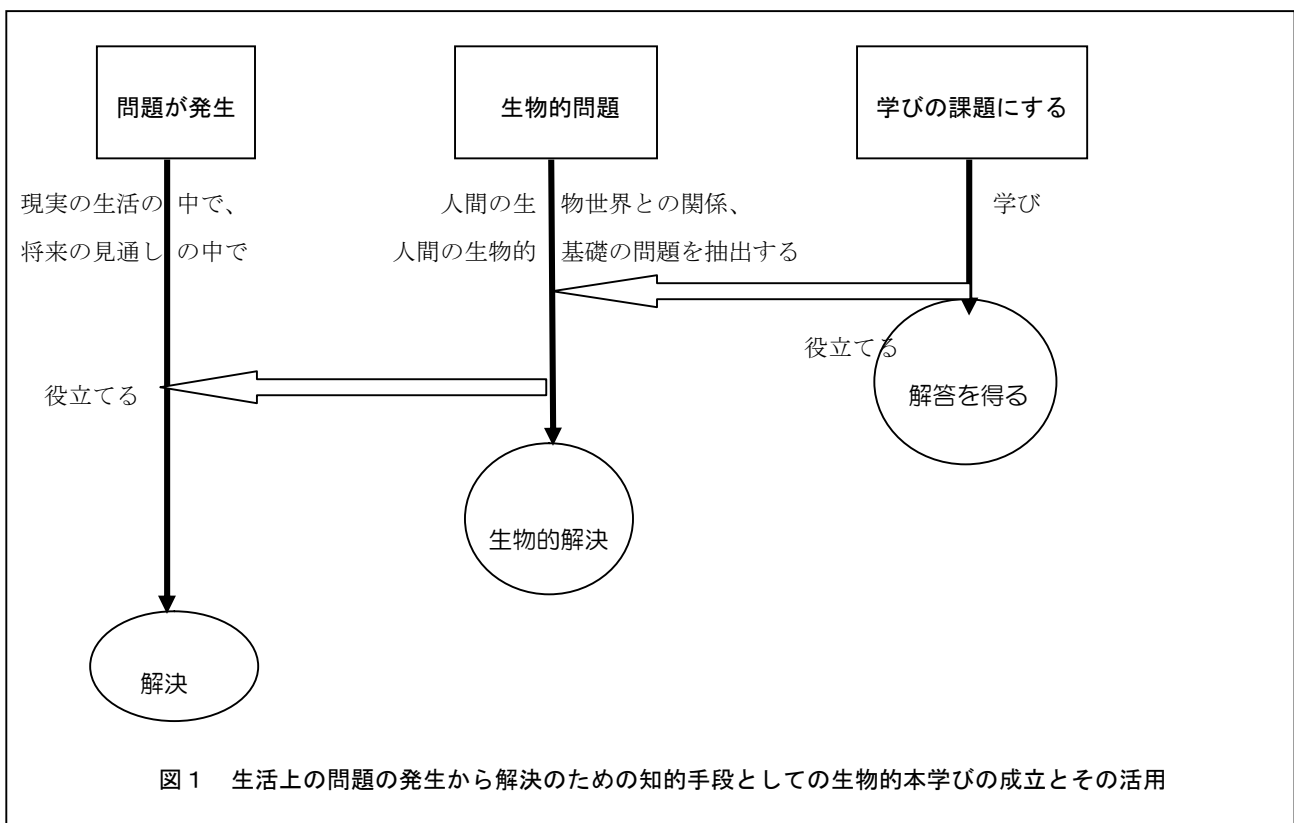 問題が発生
生物的問題
学びの課題にする
現実の生活の中で、
将来の見通しの中で
人間の生物世界との関係、
人間の生物的基礎の問題を抽出する
学び
役立てる
役立てる
解答を得る
生物的解決
解決
図1 生活上の問題の発生から解決のための知的手段としての生物的本学びの成立とその活用